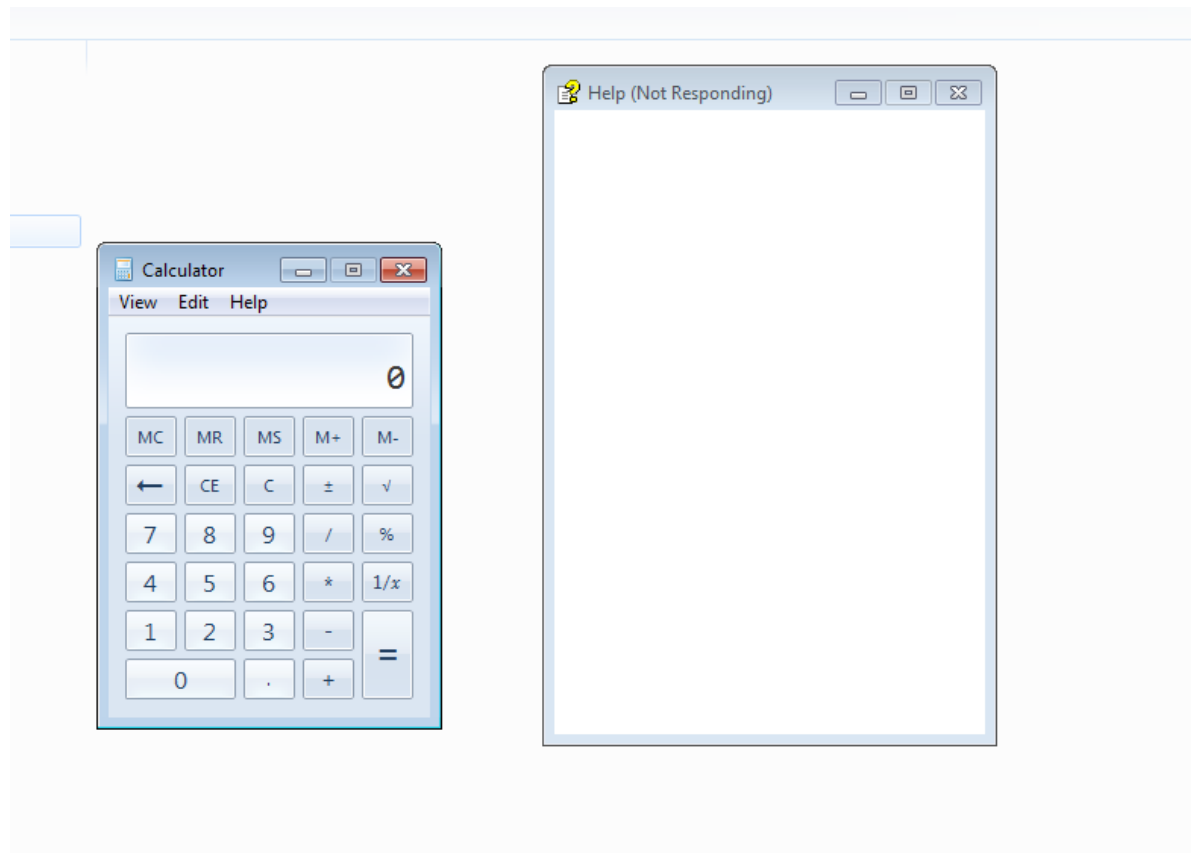 Help (Not Responding)
Calculator
View Edit Help
0
MC MR MS M+ M-
← CE C ± √
7 8 9 / %
4 5 6 * 1/x
1 2 3 - =
0 . +